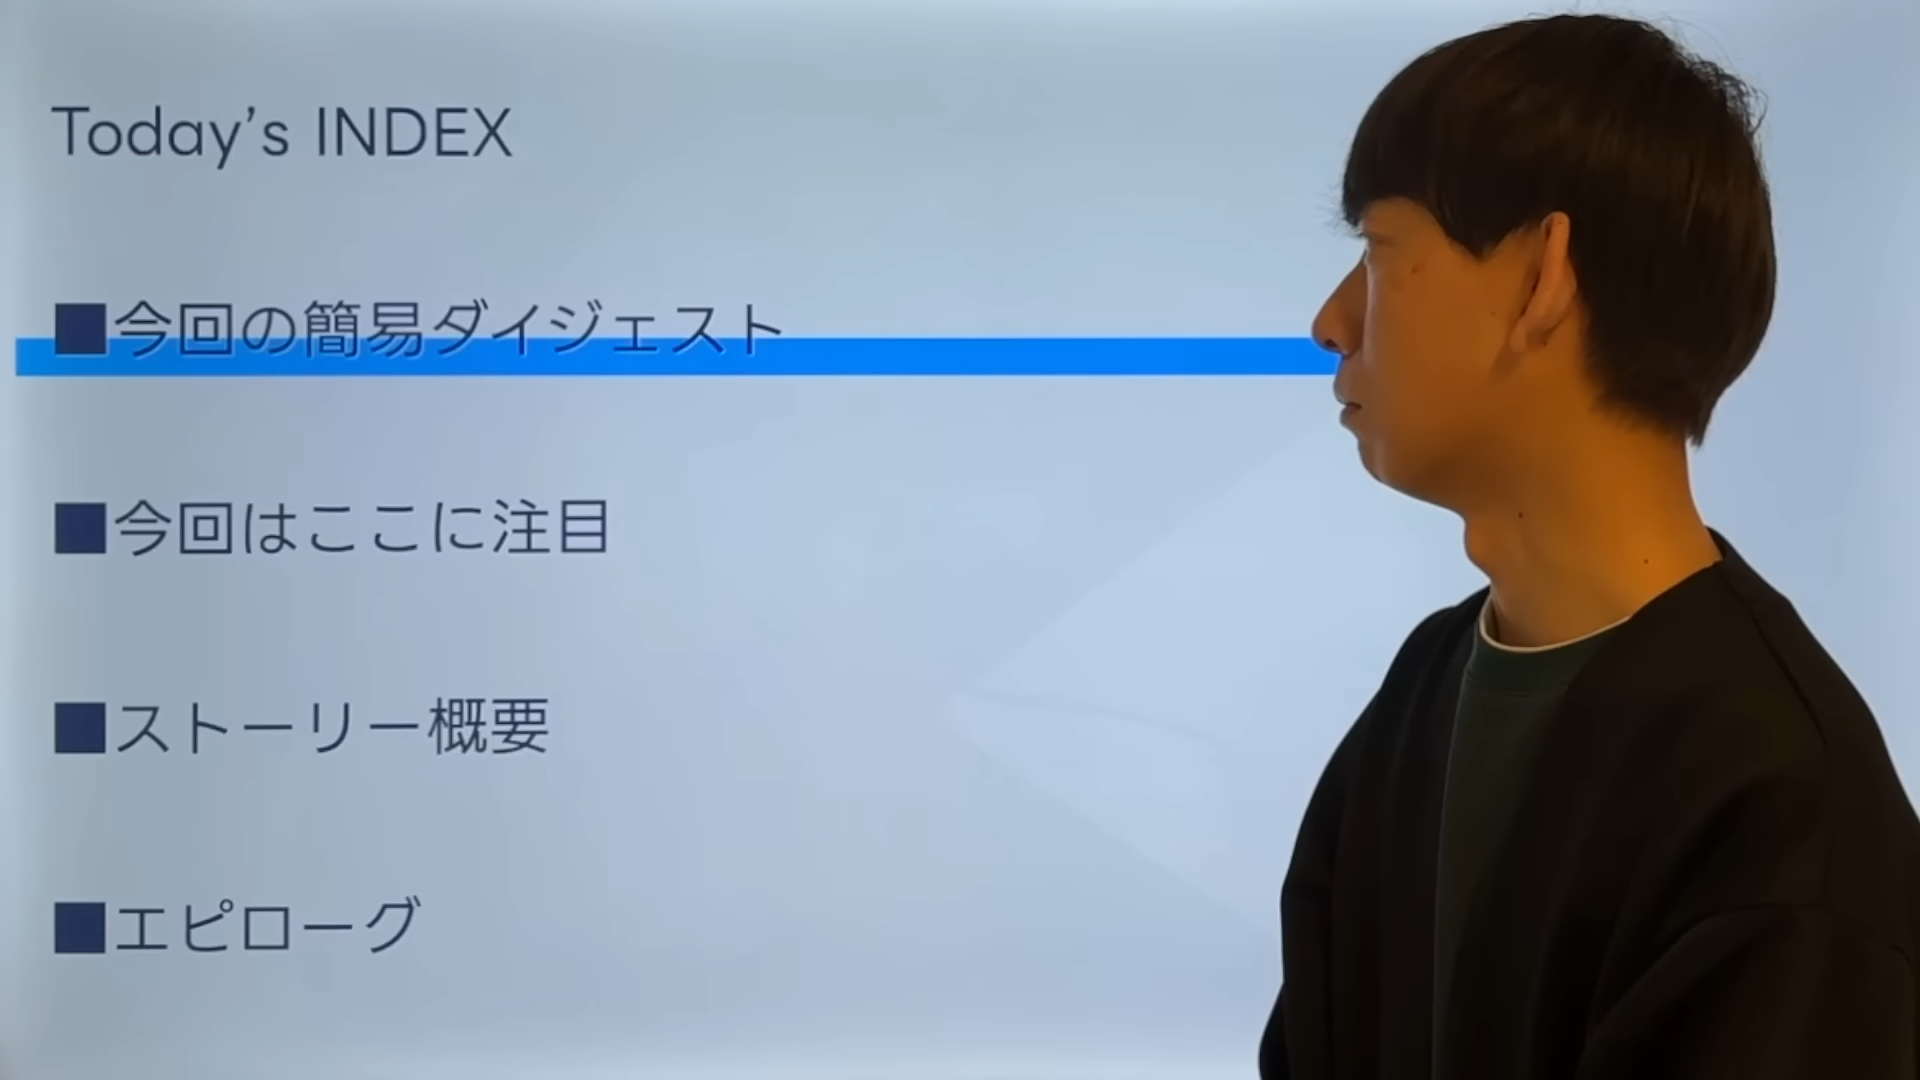 Today’s INDEX
■今回の簡易ダイジェスト
■今回はここに注目
■ストーリー概要
■エピローグ